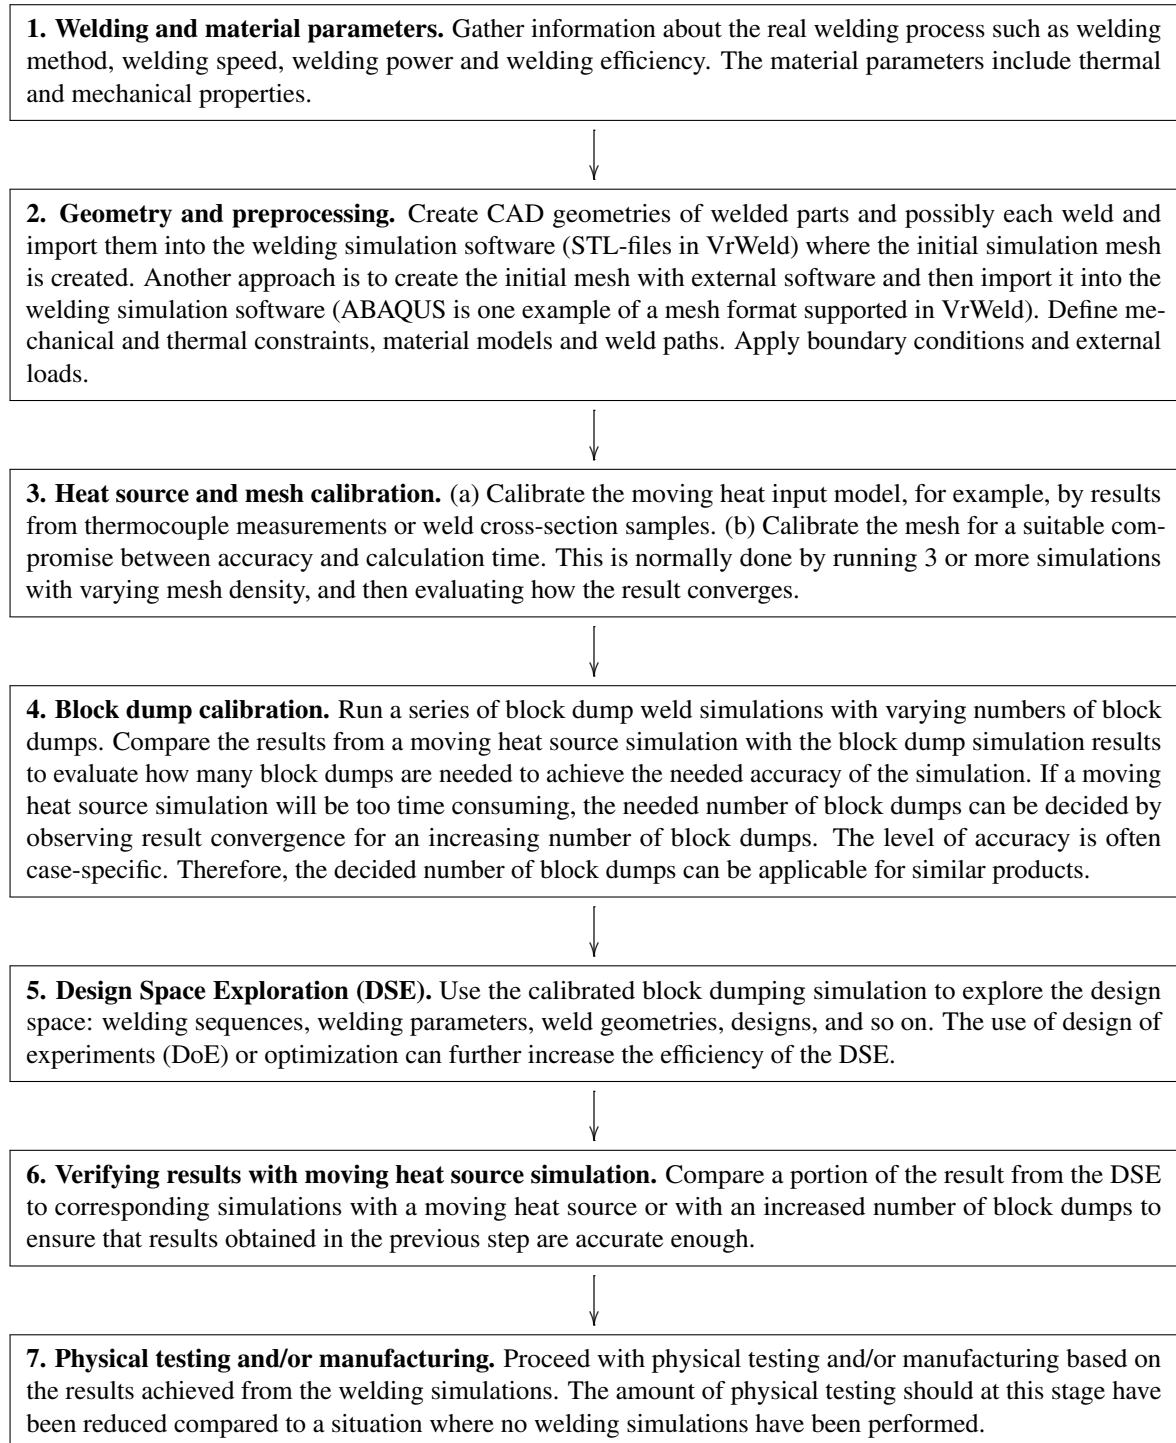 1. Welding and material parameters. Gather information about the real welding process such as welding
method, welding speed, welding power and welding efficiency. The material parameters include thermal
and mechanical properties.
2. Geometry and preprocessing. Create CAD geometries of welded parts and possibly each weld and
import them into the welding simulation software (STL-files in VrWeld) where the initial simulation mesh
is created. Another approach is to create the initial mesh with external software and then import it into the
welding simulation software (ABAQUS is one example of a mesh format supported in VrWeld). Define me-
chanical and thermal constraints, material models and weld paths. Apply boundary conditions and external
loads.
3. Heat source and mesh calibration. (a) Calibrate the moving heat input model, for example, by results
from thermocouple measurements or weld cross-section samples. (b) Calibrate the mesh for a suitable com-
promise between accuracy and calculation time. This is normally done by running 3 or more simulations
with varying mesh density, and then evaluating how the result converges.
4. Block dump calibration. Run a series of block dump weld simulations with varying numbers of block
dumps. Compare the results from a moving heat source simulation with the block dump simulation results
to evaluate how many block dumps are needed to achieve the needed accuracy of the simulation. If a moving
heat source simulation will be too time consuming, the needed number of block dumps can be decided by
observing result convergence for an increasing number of block dumps. The level of accuracy is often
case-specific. Therefore, the decided number of block dumps can be applicable for similar products.
5. Design Space Exploration (DSE). Use the calibrated block dumping simulation to explore the design
space: welding sequences, welding parameters, weld geometries, designs, and so on. The use of design of
experiments (DoE) or optimization can further increase the efficiency of the DSE.
6. Verifying results with moving heat source simulation. Compare a portion of the result from the DSE
to corresponding simulations with a moving heat source or with an increased number of block dumps to
ensure that results obtained in the previous step are accurate enough.
7. Physical testing and/or manufacturing. Proceed with physical testing and/or manufacturing based on
the results achieved from the welding simulations. The amount of physical testing should at this stage have
been reduced compared to a situation where no welding simulations have been performed.